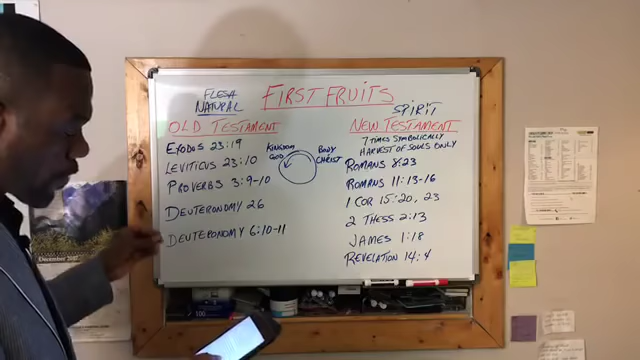 FLESH
NATURAL
FIRST FRUITS
SPIRIT
OLD TESTAMENT
EXODUS 23:19
LEVITICUS 23:10
PROVERBS 3:9-10
DEUTERONOMY 26
DEUTERONOMY 6:10-11
KINGDOM
GOD
BODY
CHRIST
NEW TESTAMENT
7 TIMES SYMBOLICALLY
HARVEST OF SOULS ONLY
ROMANS 8:23
ROMANS 11:13-16
1 COR 15:20, 23
2 THESS 2:13
JAMES 1:18
REVELATION 14:4
December 2017
100